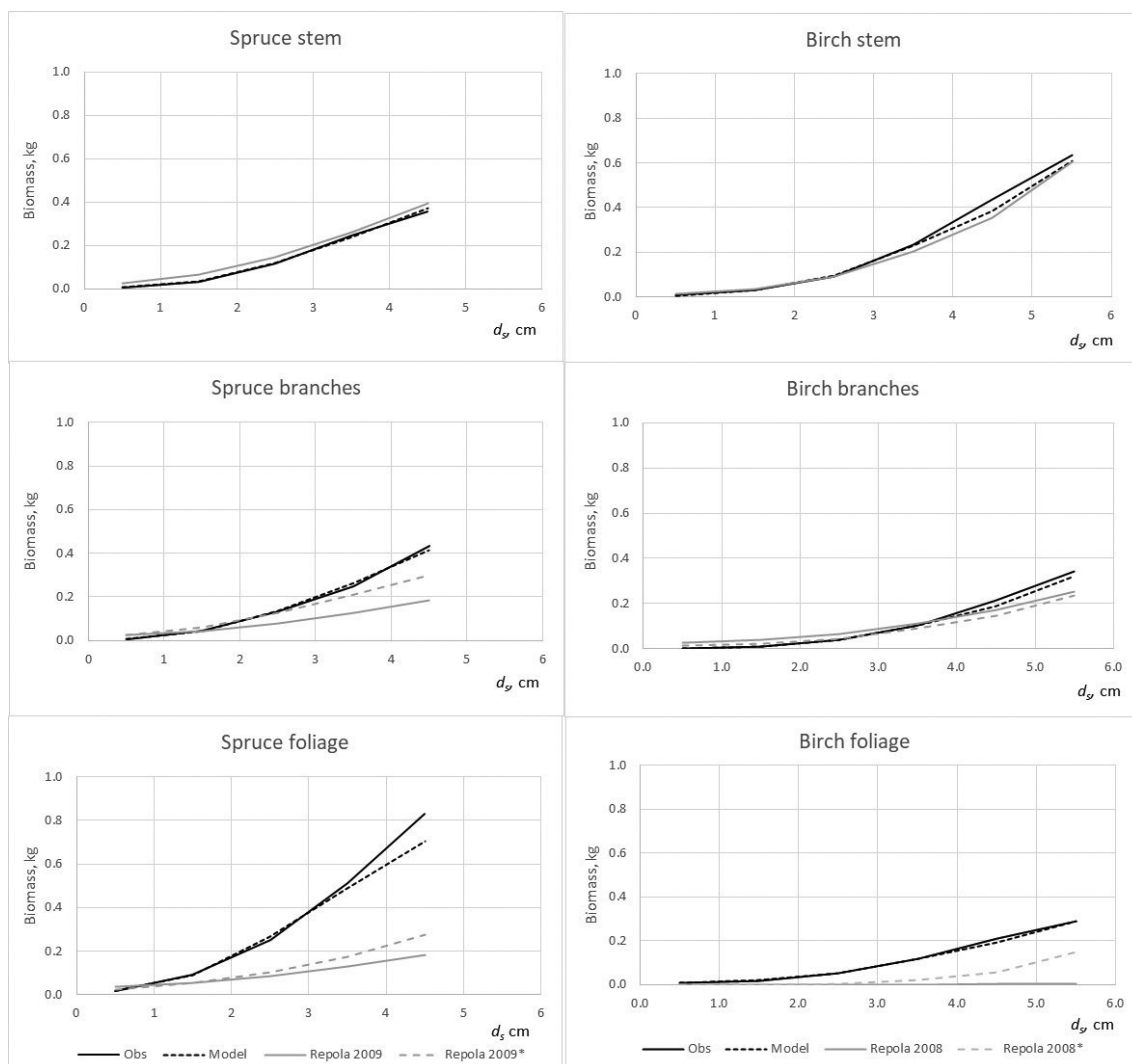 Spruce stem
Biomass, kg
1.0
0.8
0.6
0.4
0.2
0.0
0 1 2 3 4 5 6
ds, cm
Birch stem
Biomass, kg
1.0
0.8
0.6
0.4
0.2
0.0
0 1 2 3 4 5 6
ds, cm
Spruce branches
Biomass, kg
1.0
0.8
0.6
0.4
0.2
0.0
0 1 2 3 4 5 6
ds, cm
Birch branches
Biomass, kg
1.0
0.8
0.6
0.4
0.2
0.0
0.0 1.0 2.0 3.0 4.0 5.0 6.0
ds, cm
Spruce foliage
Biomass, kg
1.0
0.8
0.6
0.4
0.2
0.0
0 1 2 3 4 5 6
ds cm
Obs Model Repola 2009 Repola 2009*
Birch foliage
Biomass, kg
1.0
0.8
0.6
0.4
0.2
0.0
0.0 1.0 2.0 3.0 4.0 5.0 6.0
ds, cm
Obs Model Repola 2008 Repola 2008*